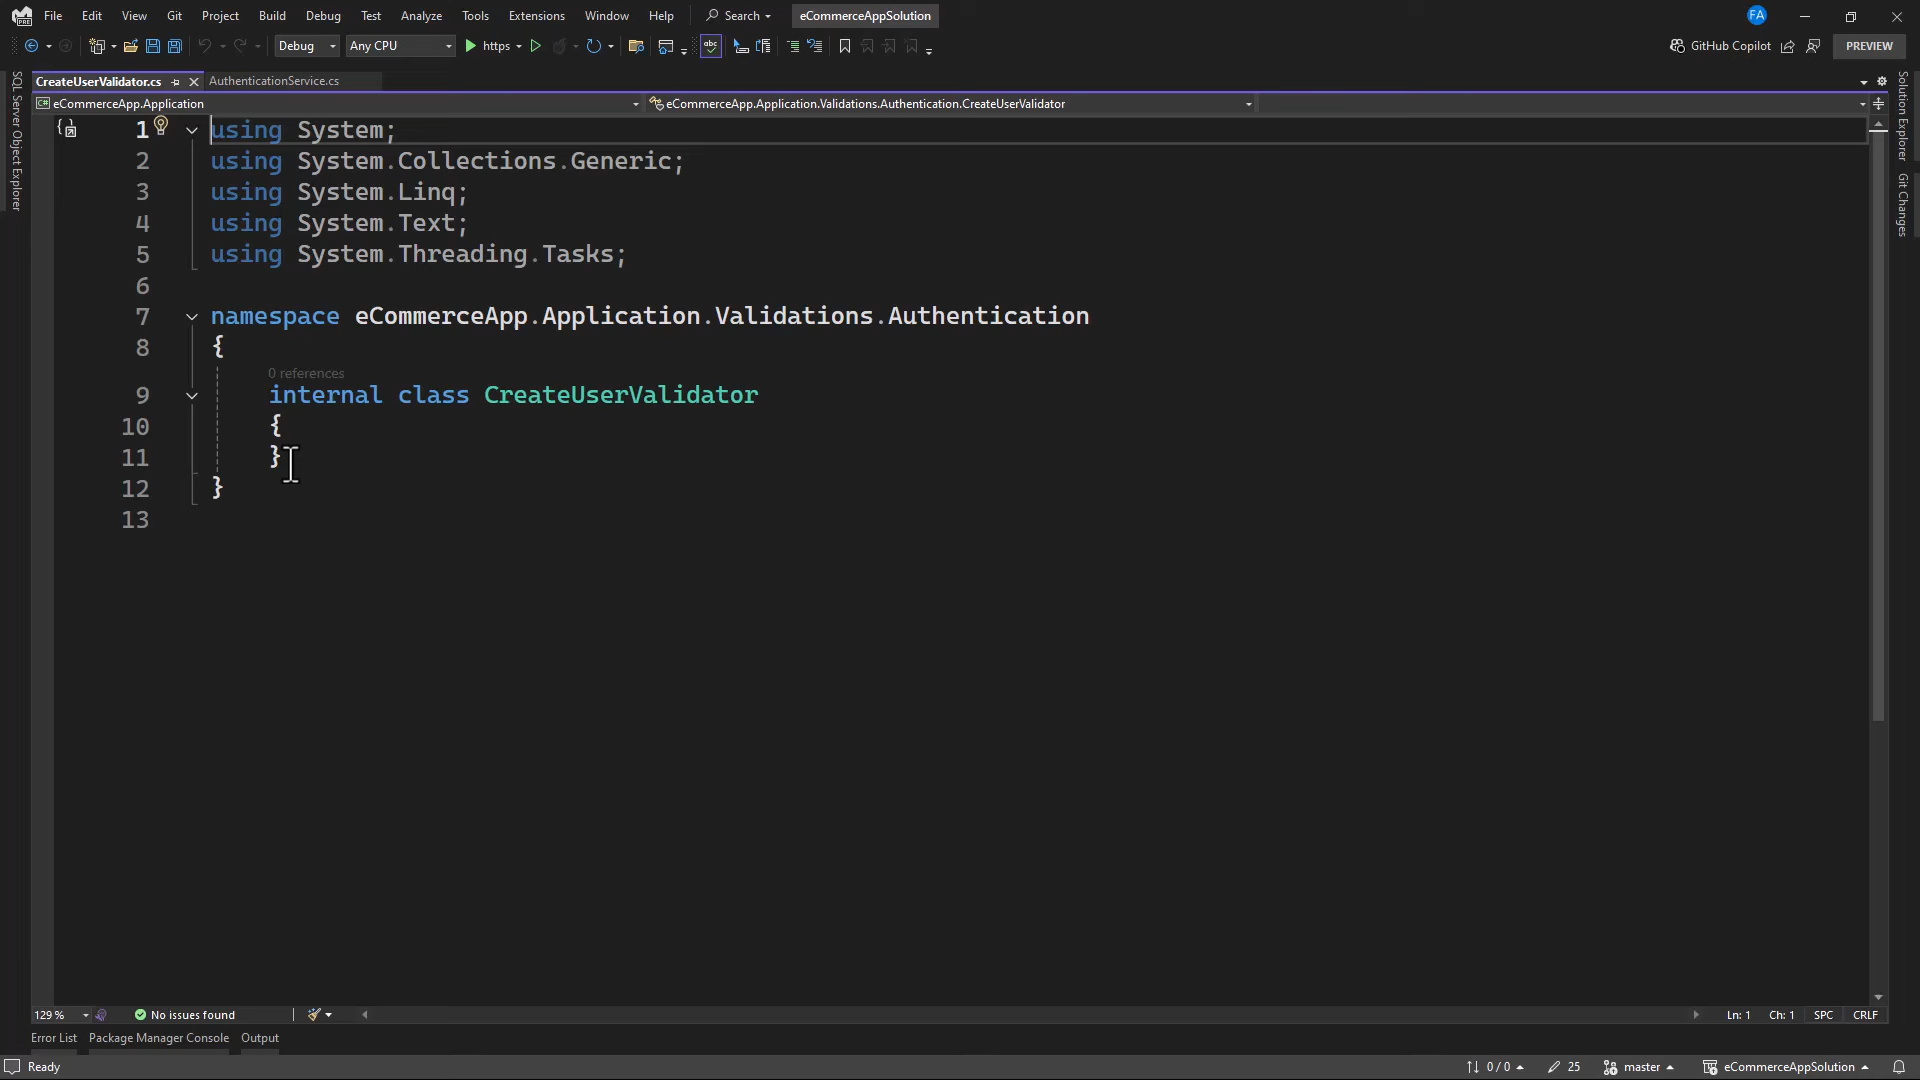 File Edit View Git Project Build Debug Test Analyze Tools Extensions Window Help Search eCommerceAppSolution FA
Debug Any CPU https abc GitHub Copilot PREVIEW
CreateUserValidator.cs AuthenticationService.cs
C# eCommerceApp.Application eCommerceApp.Application.Validations.Authentication.CreateUserValidator
SQL Server Object Explorer
Solution Explorer
Git Changes
1 using System;
2 using System.Collections.Generic;
3 using System.Linq;
4 using System.Text;
5 using System.Threading.Tasks;
6
7 namespace eCommerceApp.Application.Validations.Authentication
8 {
0 references
9 internal class CreateUserValidator
10 {
11 }
12 }
13
129 % No issues found Ln: 1 Ch: 1 SPC CRLF
Error List Package Manager Console Output
Ready 0 / 0 25 master eCommerceAppSolution